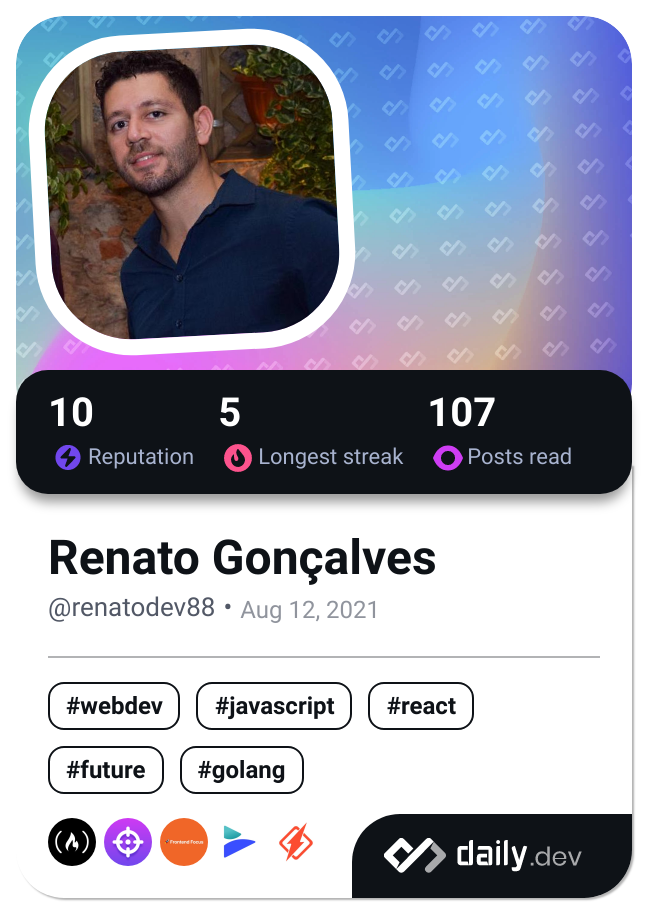 10 5 107
Reputation Longest streak Posts read
Renato Gonçalves
@renatodev88 • Aug 12, 2021
#webdev #javascript #react
#future #golang
Frontend Focus
daily.dev